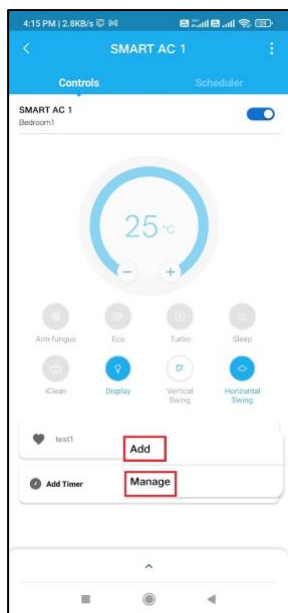 4:15 PM | 2.8KB/s
SMART AC 1
Controls
Scheduler
SMART AC 1
Bedroom1
25 °C
Anti-fungus
Eco
Turbo
Sleep
iClean
Display
Vertical
Swing
Horizontal
Swing
test1
Add
Add Timer
Manage